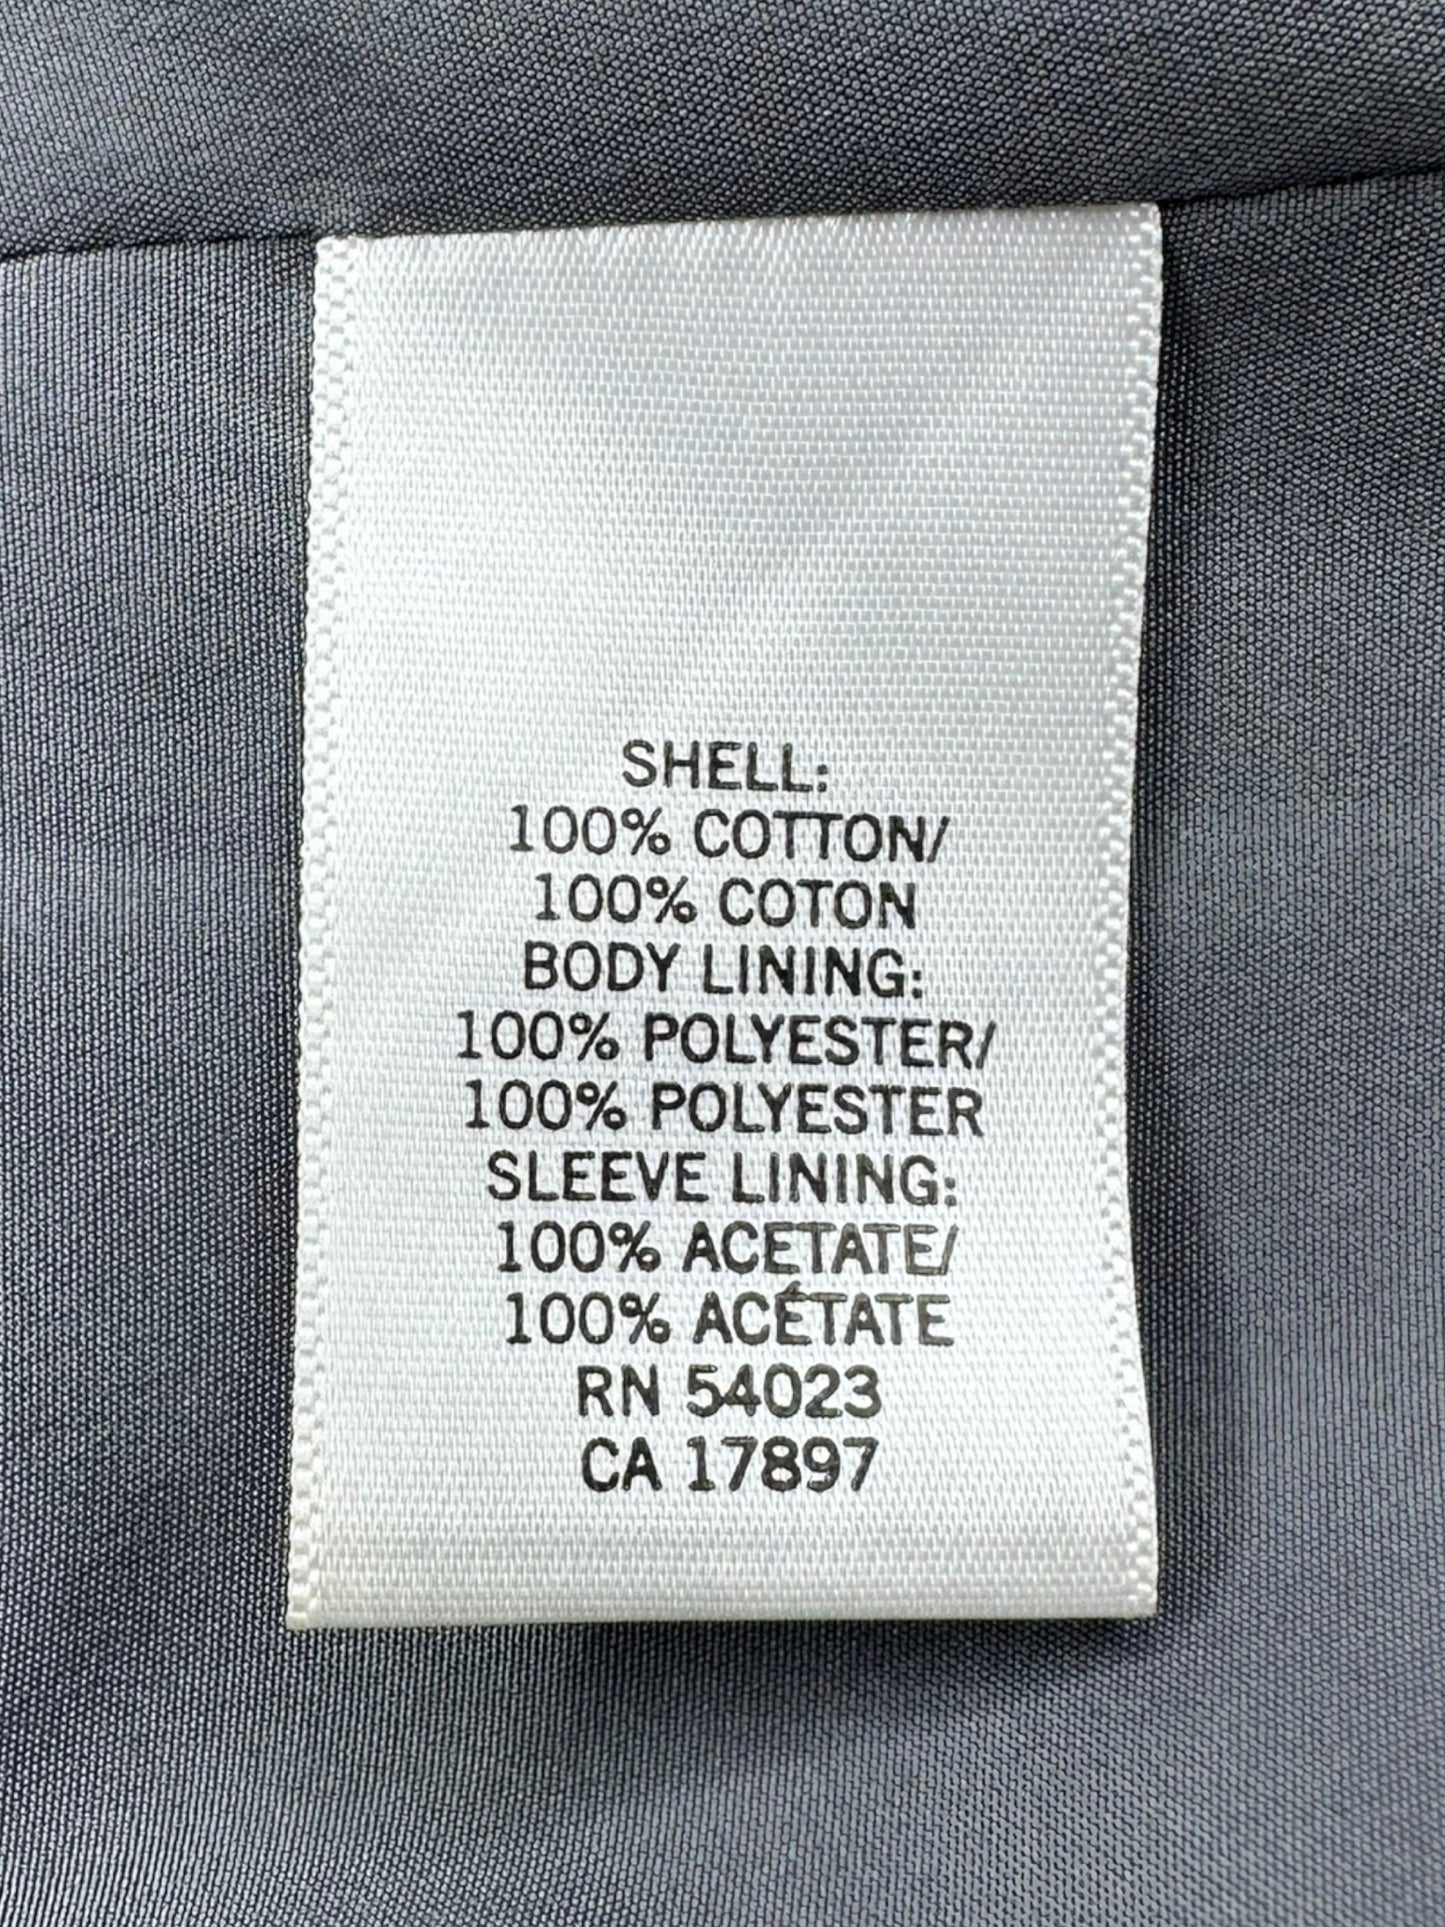 SHELL:
100% COTTON/
100% COTON
BODY LINING:
100% POLYESTER/
100% POLYESTER
SLEEVE LINING:
100% ACETATE/
100% ACÉTATE
RN 54023
CA 17897